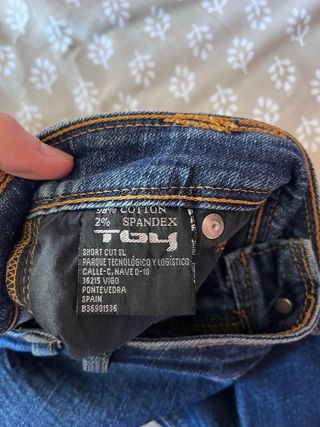 98% COTTON
2% SPANDEX
TOY
SHORT CUT SL
PARQUE TECNOLÓGICO Y LOGÍSTICO
CALLE-C, NAVE D-10
36215 VIGO
PONTEVEDRA
SPAIN
B36901536